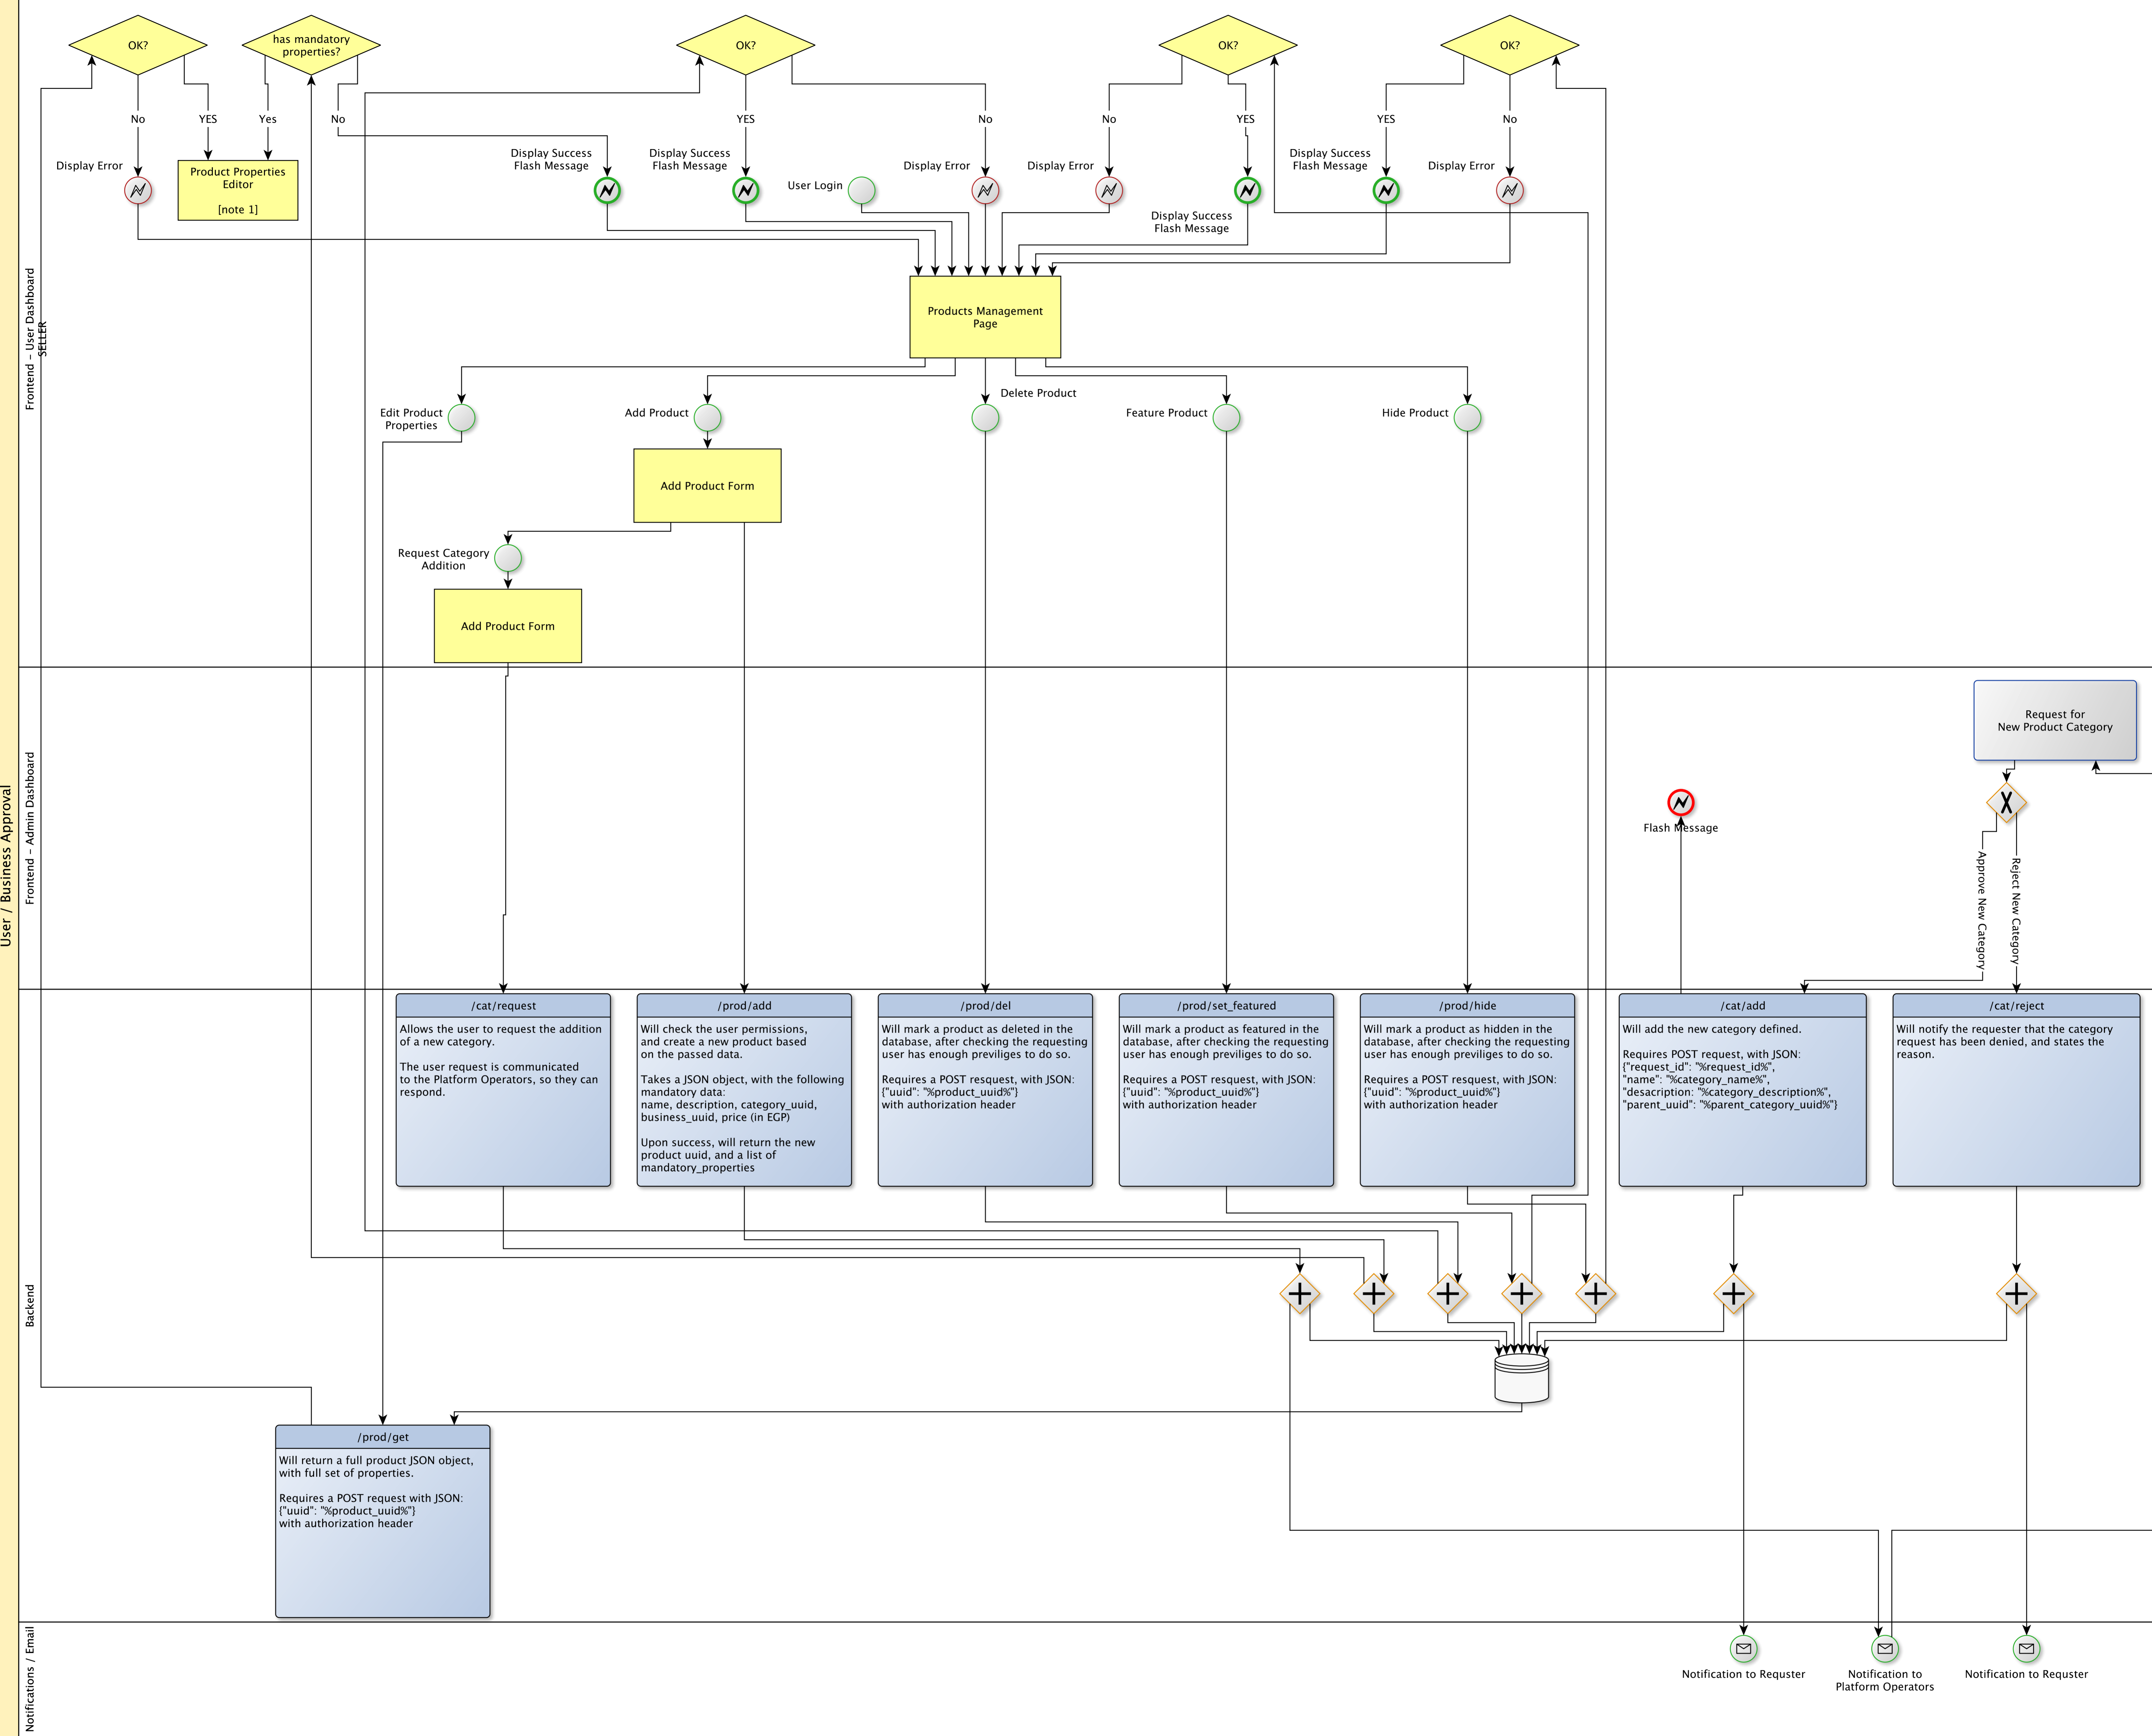 User / Business Approval
Frontend - User Dashboard
SELLER
OK?
has mandatory
properties?
OK?
OK?
OK?
No
YES
Yes
No
YES
No
No
YES
YES
No
Display Error
Product Properties
Editor
[note 1]
Display Success
Flash Message
Display Success
Flash Message
User Login
Display Error
Display Error
Display Success
Flash Message
Display Success
Flash Message
Display Error
Products Management
Page
Edit Product
Properties
Add Product
Delete Product
Feature Product
Hide Product
Add Product Form
Request Category
Addition
Add Product Form
Frontend - Admin Dashboard
Request for
New Product Category
Flash Message
Approve New Category
Reject New Category
Backend
/cat/request
Allows the user to request the addition
of a new category.
The user request is communicated
to the Platform Operators, so they can
respond.
/prod/add
Will check the user permissions,
and create a new product based
on the passed data.
Takes a JSON object, with the following
mandatory data:
name, description, category_uuid,
business_uuid, price (in EGP)
Upon success, will return the new
product uuid, and a list of
mandatory_properties
/prod/del
Will mark a product as deleted in the
database, after checking the requesting
user has enough previliges to do so.
Requires a POST resquest, with JSON:
{"uuid": "%product_uuid%"}
with authorization header
/prod/set_featured
Will mark a product as featured in the
database, after checking the requesting
user has enough previliges to do so.
Requires a POST resquest, with JSON:
{"uuid": "%product_uuid%"}
with authorization header
/prod/hide
Will mark a product as hidden in the
database, after checking the requesting
user has enough previliges to do so.
Requires a POST resquest, with JSON:
{"uuid": "%product_uuid%"}
with authorization header
/cat/add
Will add the new category defined.
Requires POST request, with JSON:
{"request_id": "%request_id%",
"name": "%category_name%",
"desacription: "%category_description%",
"parent_uuid": "%parent_category_uuid%"}
/cat/reject
Will notify the requester that the category
request has been denied, and states the
reason.
/prod/get
Will return a full product JSON object,
with full set of properties.
Requires a POST request with JSON:
{"uuid": "%product_uuid%"}
with authorization header
Notifications / Email
Notification to Requster
Notification to
Platform Operators
Notification to Requster